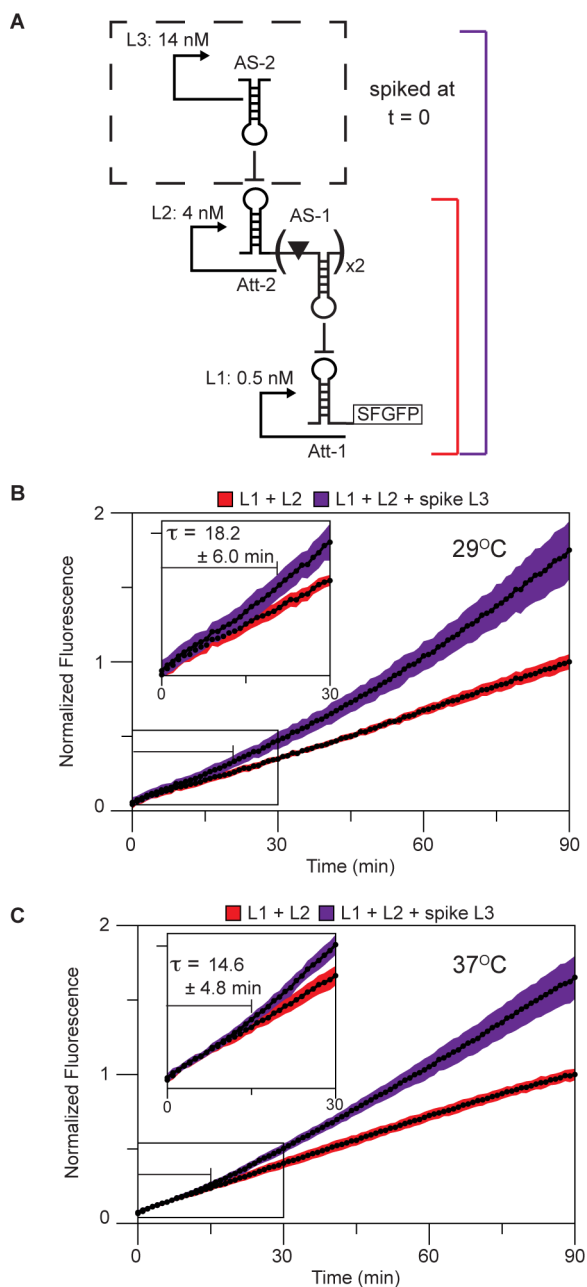 A
L3: 14 nM
AS-2
spiked at
t = 0
L2: 4 nM
AS-1
( ) x2
Att-2
L1: 0.5 nM
SFGFP
Att-1
B
L1 + L2 L1 + L2 + spike L3
2
τ = 18.2
± 6.0 min
29°C
0 30
1
Normalized Fluorescence
0
0 30 60 90
Time (min)
C
L1 + L2 L1 + L2 + spike L3
2
τ = 14.6
± 4.8 min
37°C
0 30
1
Normalized Fluorescence
0
0 30 60 90
Time (min)